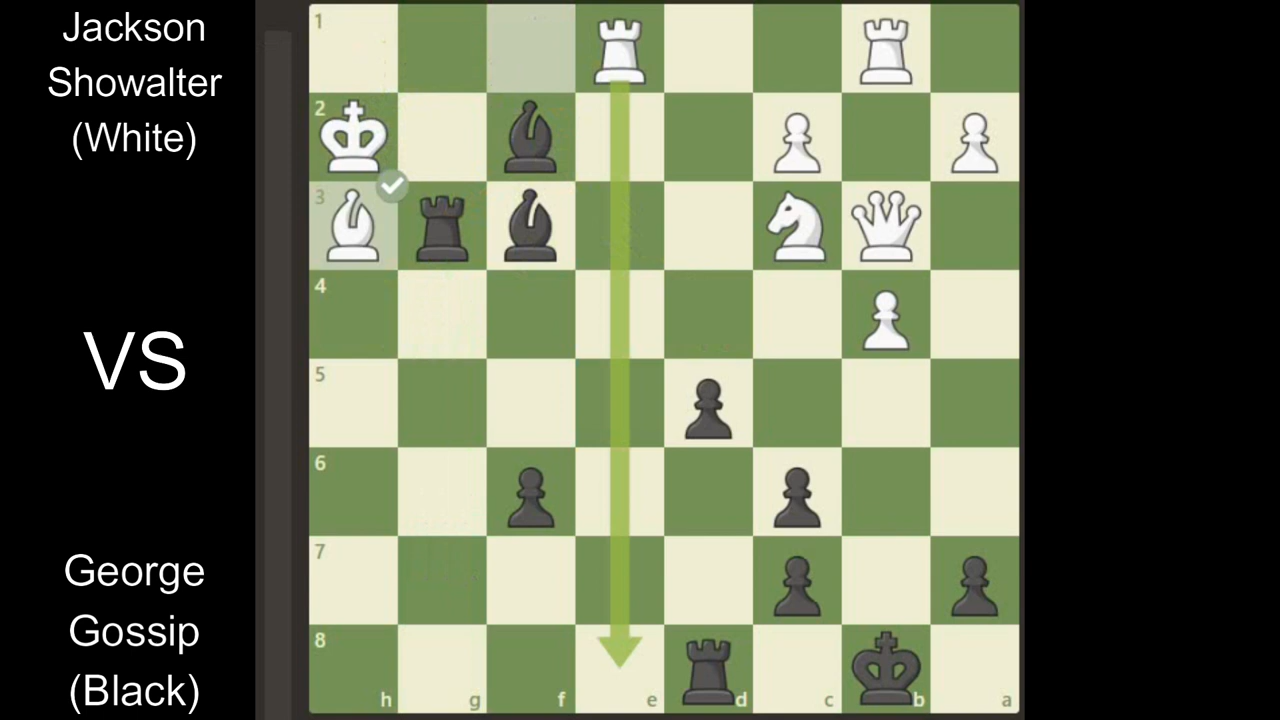 Jackson
Showalter
(White)
VS
George
Gossip
(Black)
1
2
3
4
5
6
7
8
h g f e d c b a